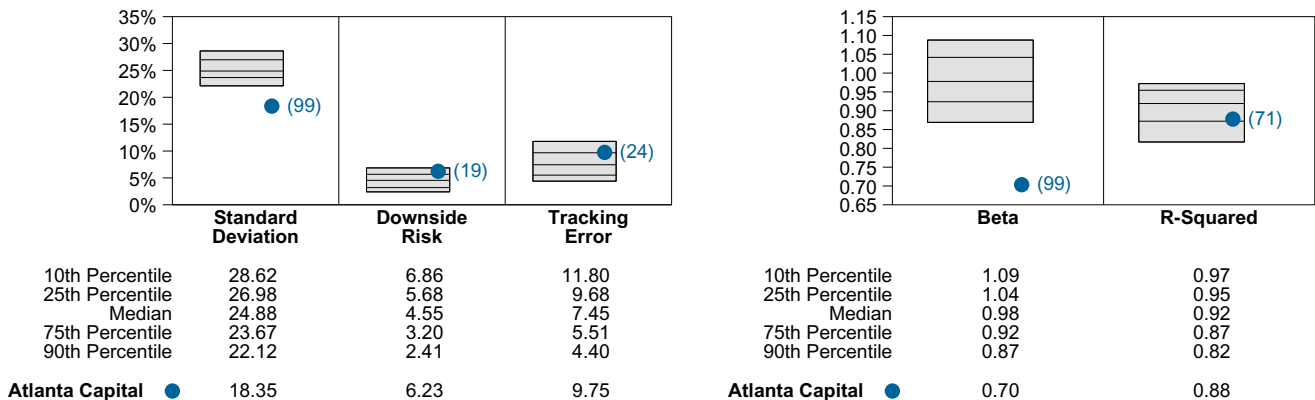 35%
30%
25%
20%
15%
10%
5%
0%
(99)
(19)
(24)
Standard Deviation
Downside Risk
Tracking Error
10th Percentile 28.62 6.86 11.80
25th Percentile 26.98 5.68 9.68
Median 24.88 4.55 7.45
75th Percentile 23.67 3.20 5.51
90th Percentile 22.12 2.41 4.40
Atlanta Capital 18.35 6.23 9.75
1.15
1.10
1.05
1.00
0.95
0.90
0.85
0.80
0.75
0.70
0.65
(99)
(71)
Beta
R-Squared
10th Percentile 1.09 0.97
25th Percentile 1.04 0.95
Median 0.98 0.92
75th Percentile 0.92 0.87
90th Percentile 0.87 0.82
Atlanta Capital 0.70 0.88